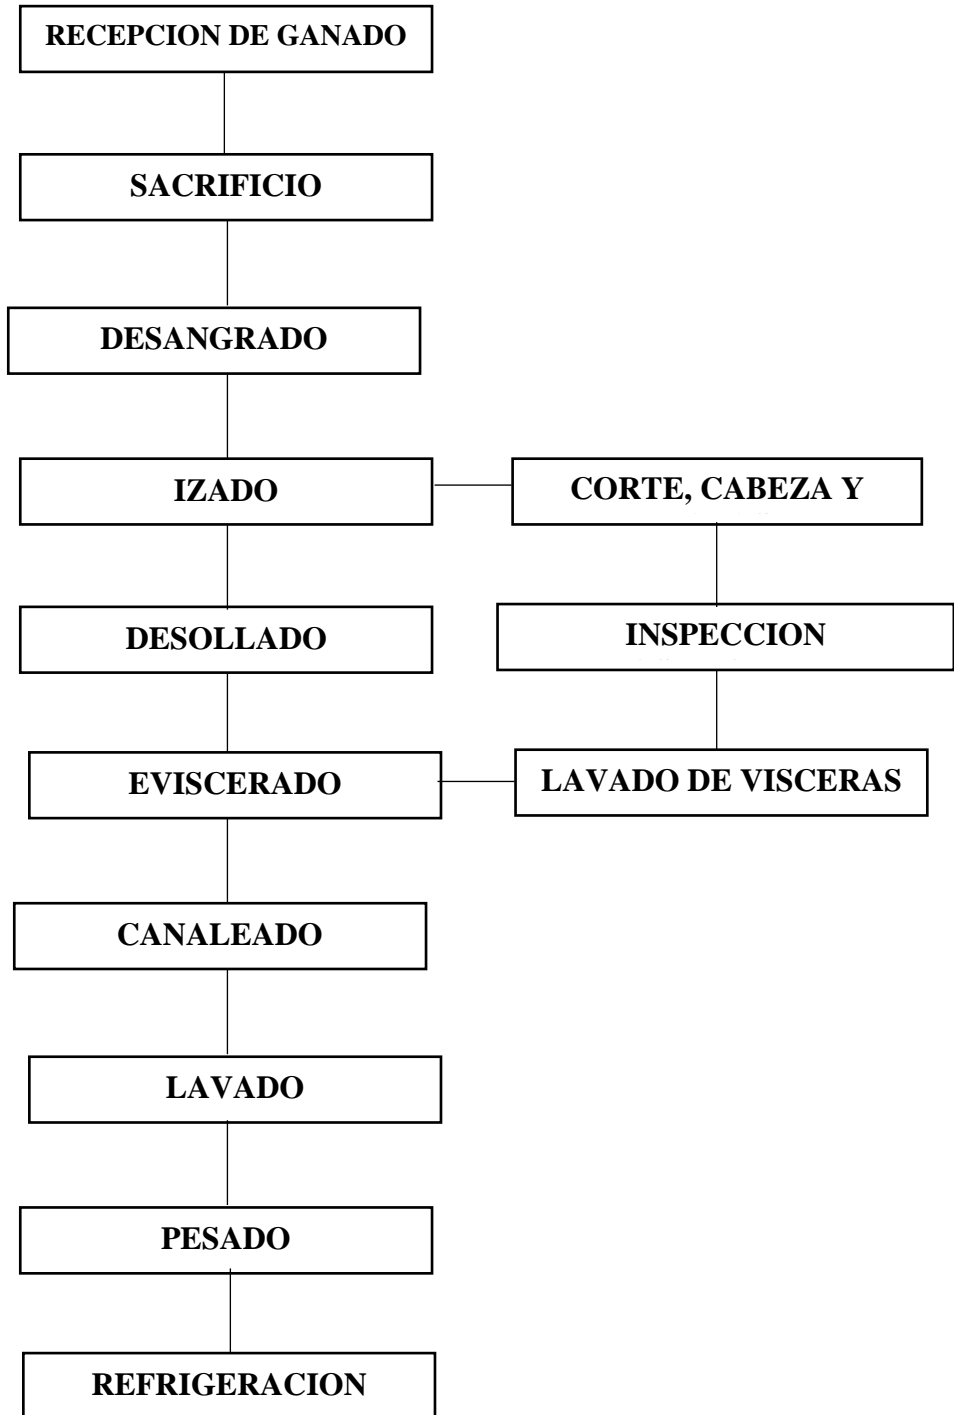 RECEPCION DE GANADO
SACRIFICIO
DESANGRADO
IZADO
CORTE, CABEZA Y
DESOLLADO
INSPECCION
EVISCERADO
LAVADO DE VISCERAS
CANALEADO
LAVADO
PESADO
REFRIGERACION